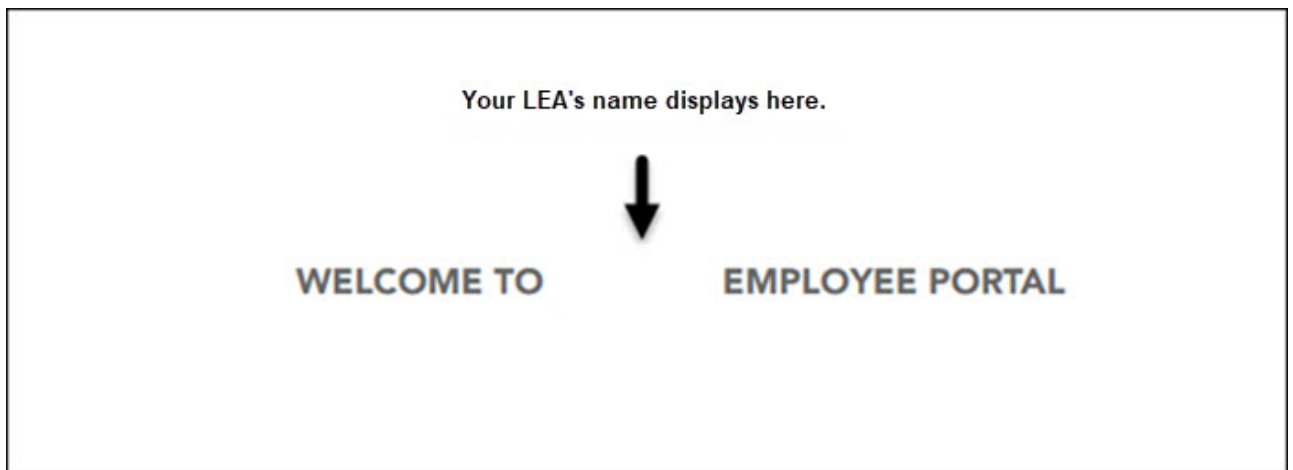 Your LEA's name displays here.
WELCOME TO EMPLOYEE PORTAL